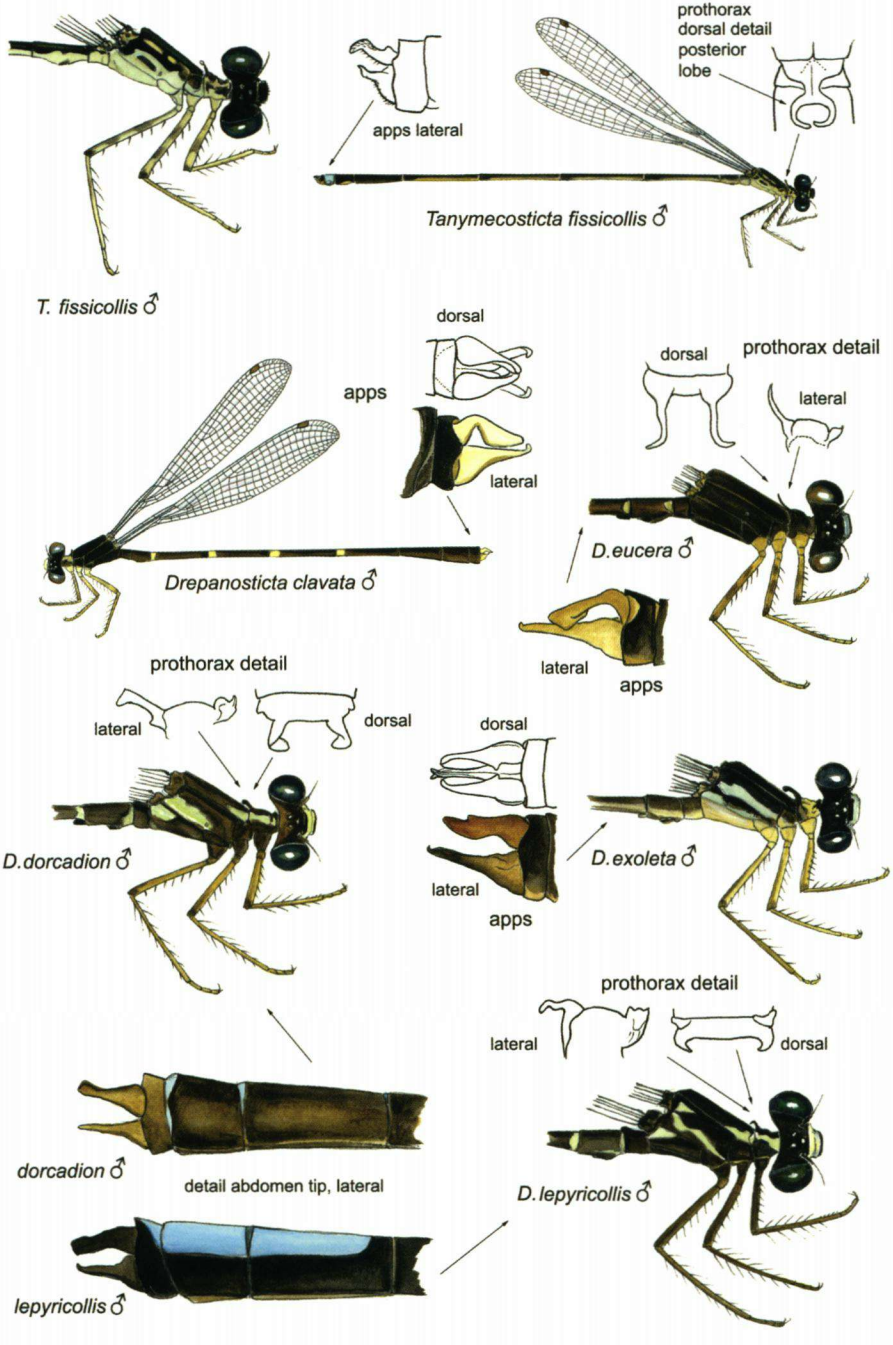 prothorax
dorsal detail
posterior
lobe
apps lateral
Tanymecosticta fissicollis ♂
T. fissicollis ♂
dorsal
apps
lateral
Drepanosticta clavata ♂
dorsal
prothorax detail
lateral
D.eucera ♂
lateral
apps
prothorax detail
lateral
dorsal
D.dorcadion ♂
dorsal
lateral
apps
D.exoleta ♂
prothorax detail
lateral
dorsal
D.lepyricollis ♂
dorcadion ♂
detail abdomen tip, lateral
lepyricollis ♂